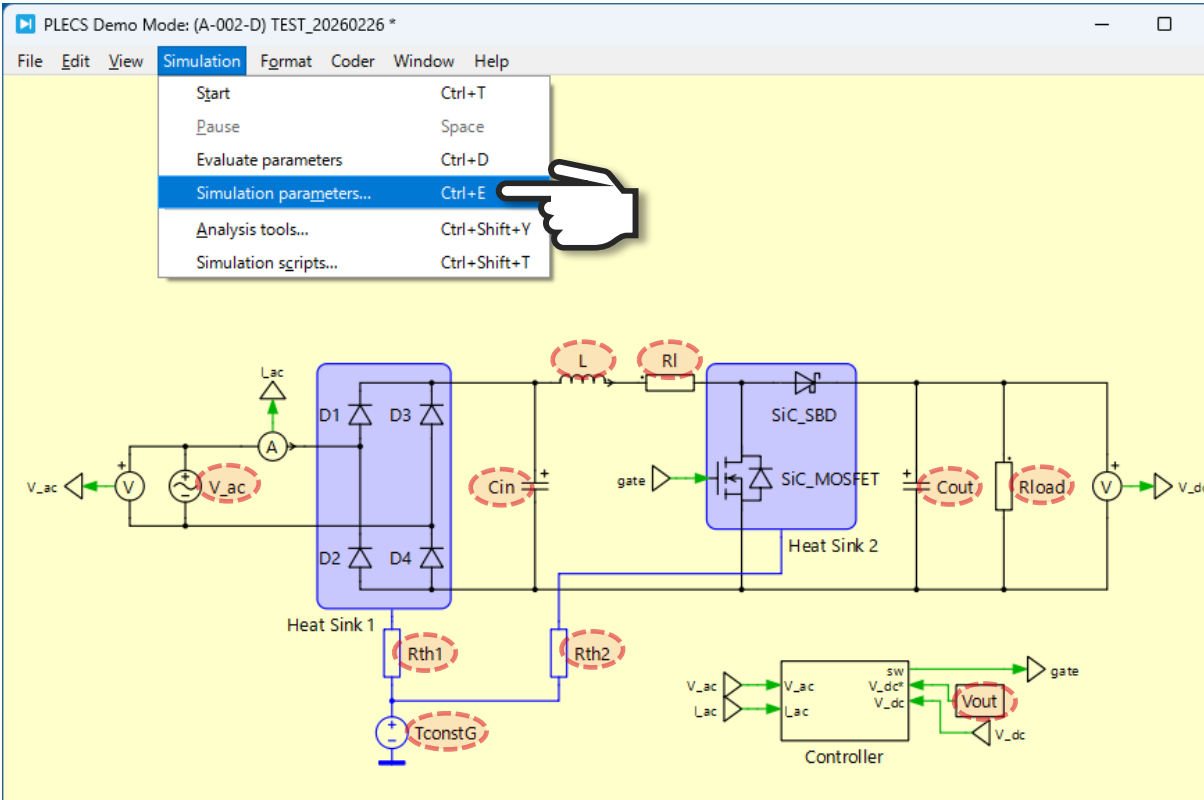 PLECS Demo Mode: (A-002-D) TEST_20260226 *
File Edit View Simulation Format Coder Window Help
Start Ctrl+T
Pause Space
Evaluate parameters Ctrl+D
Simulation parameters... Ctrl+E
Analysis tools... Ctrl+Shift+Y
Simulation scripts... Ctrl+Shift+T
L Rl
I_ac
D1 D3 SiC_SBD
A
V_ac V V_ac Cin gate SiC_MOSFET Cout Rload V V_dc
D2 D4 Heat Sink 2
Heat Sink 1
Rth1 Rth2
sw gate
V_ac V_ac V_dc*
I_ac I_ac V_dc Vout
TconstG V_dc
Controller